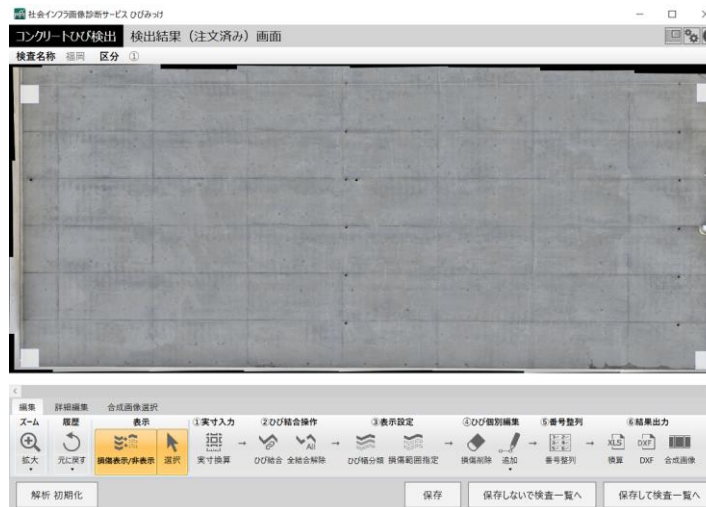 社会インフラ画像診断サービス ひびみっけ
コンクリートひび検出 検出結果（注文済み）画面
検査名称 福岡 区分 ①
編集 詳細編集 合成画像選択
ズーム 履歴 表示 ①実寸入力 ②ひび結合操作 ③表示設定 ④ひび個別編集 ⑤番号整列 ⑥結果出力
XLS DXF
拡大 元に戻す 損傷表示/非表示 選択 実寸換算 ひび結合 全結合解除 ひび幅分類 損傷範囲指定 損傷削除 追加 番号整列 積算 DXF 合成画像
解析 初期化 保存 保存しないで検査一覧へ 保存して検査一覧へ